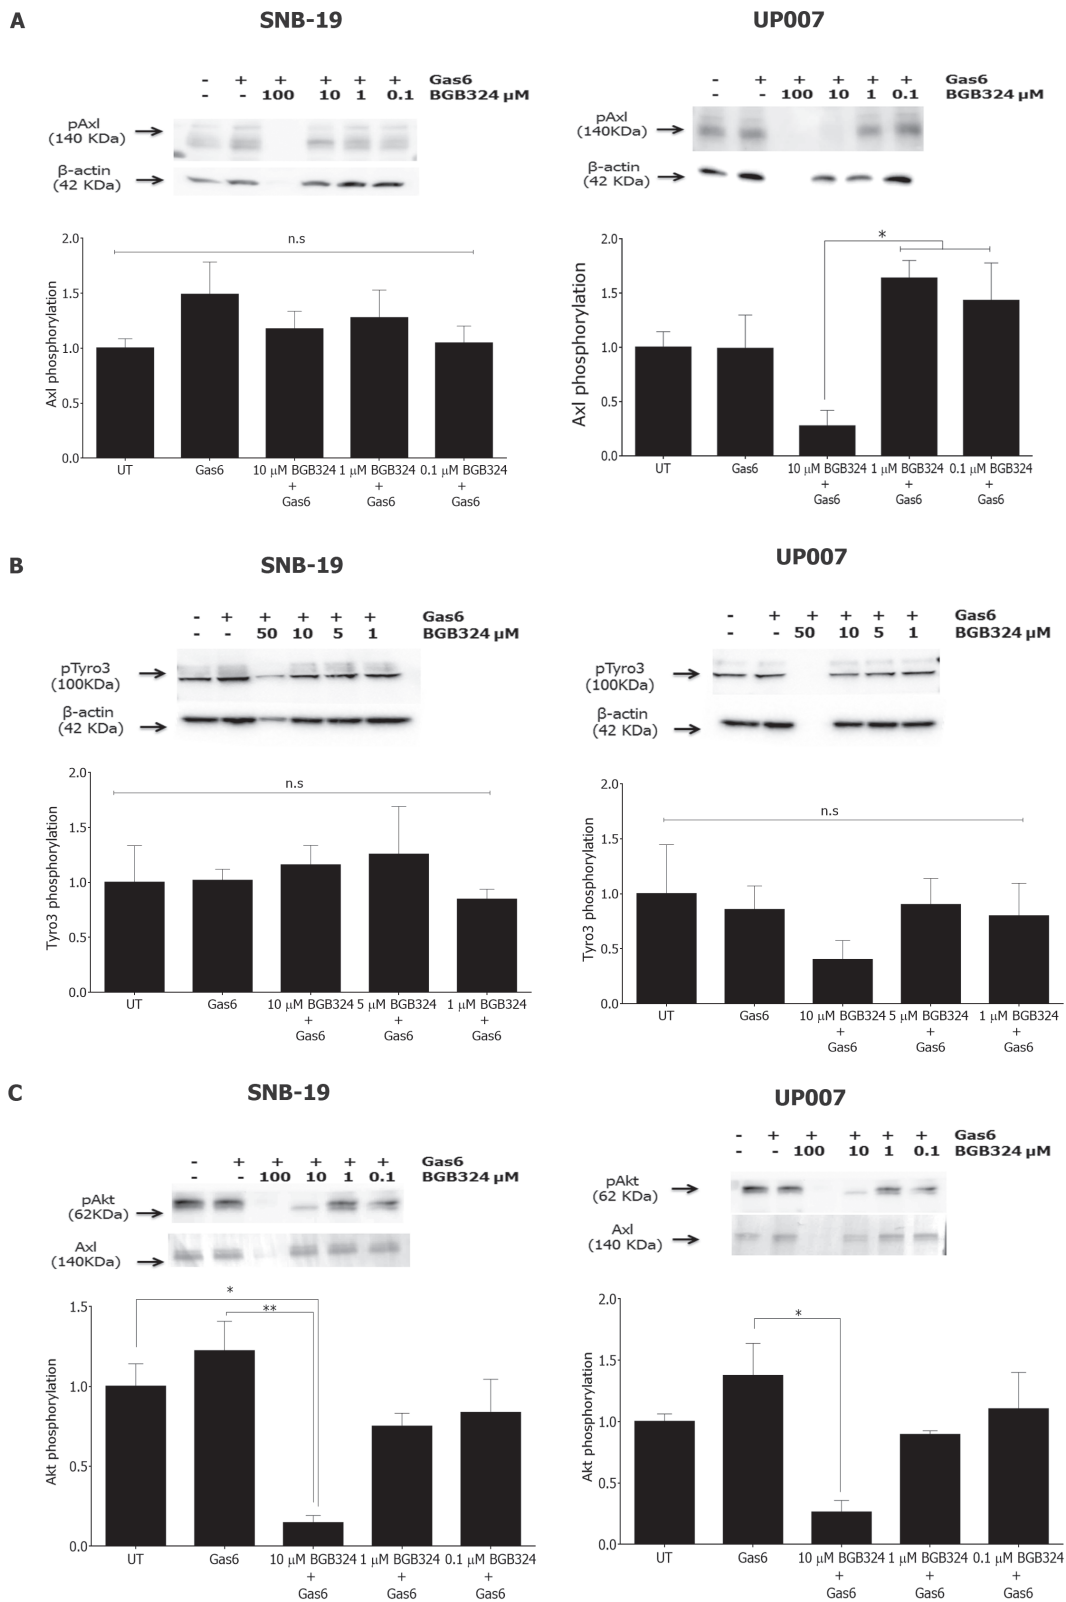 A
SNB-19
UP007
- + + + + + Gas6
- - 100 10 1 0.1 BGB324 µM
pAxl
(140 KDa)
β-actin
(42 KDa)
- + + + + + Gas6
- - 100 10 1 0.1 BGB324 µM
pAxl
(140KDa)
β-actin
(42 KDa)
Axl phosphorylation
2.0
1.5
1.0
0.5
0.0
n.s
UT Gas6 10 µM BGB324 1 µM BGB324 0.1 µM BGB324
+ + +
Gas6 Gas6 Gas6
Axl phosphorylation
2.0
1.5
1.0
0.5
0.0
*
UT Gas6 10 µM BGB324 1 µM BGB324 0.1 µM BGB324
+ + +
Gas6 Gas6 Gas6
B
SNB-19
UP007
- + + + + + Gas6
- - 50 10 5 1 BGB324 µM
pTyro3
(100KDa)
β-actin
(42 KDa)
- + + + + + Gas6
- - 50 10 5 1 BGB324 µM
pTyro3
(100KDa)
β-actin
(42 KDa)
Tyro3 phosphorylation
2.0
1.5
1.0
0.5
0.0
n.s
UT Gas6 10 µM BGB324 5 µM BGB324 1 µM BGB324
+ + +
Gas6 Gas6 Gas6
Tyro3 phosphorylation
2.0
1.5
1.0
0.5
0.0
n.s
UT Gas6 10 µM BGB324 5 µM BGB324 1 µM BGB324
+ + +
Gas6 Gas6 Gas6
C
SNB-19
UP007
- + + + + + Gas6
- - 100 10 1 0.1 BGB324 µM
pAkt
(62KDa)
Axl
(140KDa)
- + + + + + Gas6
- - 100 10 1 0.1 BGB324 µM
pAkt
(62 KDa)
Axl
(140 KDa)
Akt phosphorylation
1.5
1.0
0.5
0.0
*
**
UT Gas6 10 µM BGB324 1 µM BGB324 0.1 µM BGB324
+ + +
Gas6 Gas6 Gas6
Akt phosphorylation
2.0
1.5
1.0
0.5
0.0
*
UT Gas6 10 µM BGB324 1 µM BGB324 0.1 µM BGB324
+ + +
Gas6 Gas6 Gas6